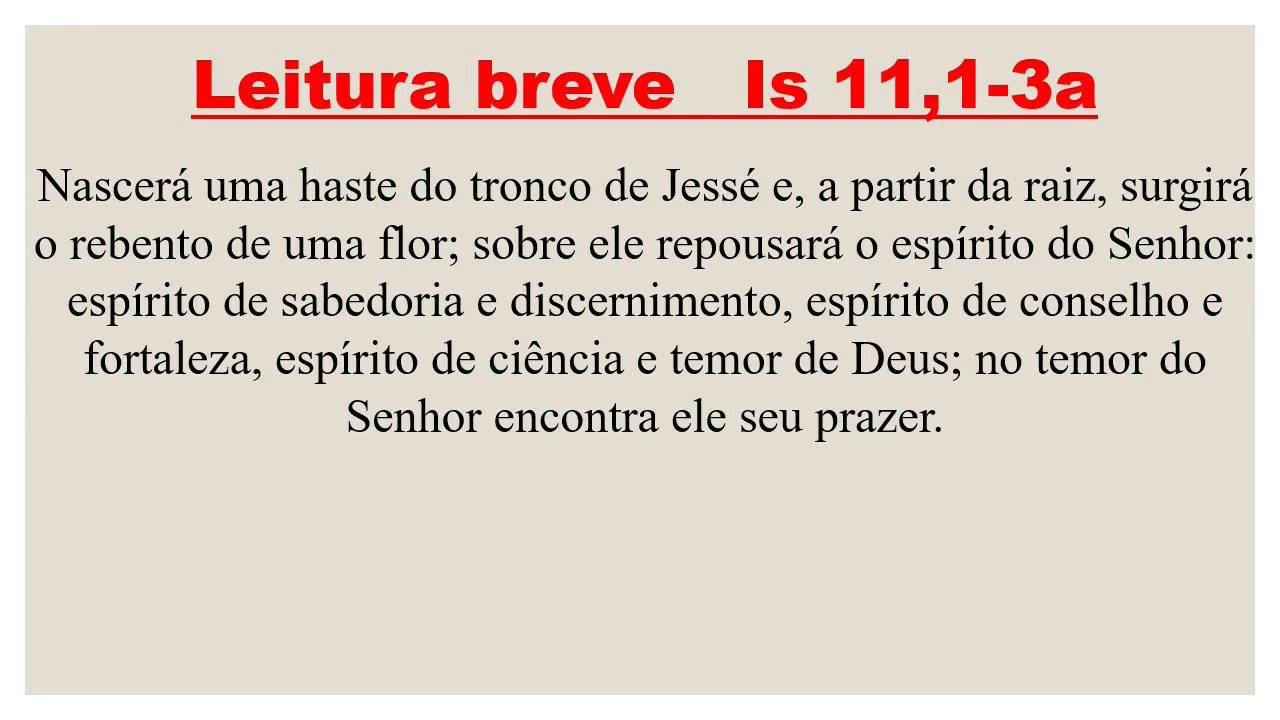 Leitura breve Is 11,1-3a
Nascerá uma haste do tronco de Jessé e, a partir da raiz, surgirá
o rebento de uma flor; sobre ele repousará o espírito do Senhor:
espírito de sabedoria e discernimento, espírito de conselho e
fortaleza, espírito de ciência e temor de Deus; no temor do
Senhor encontra ele seu prazer.